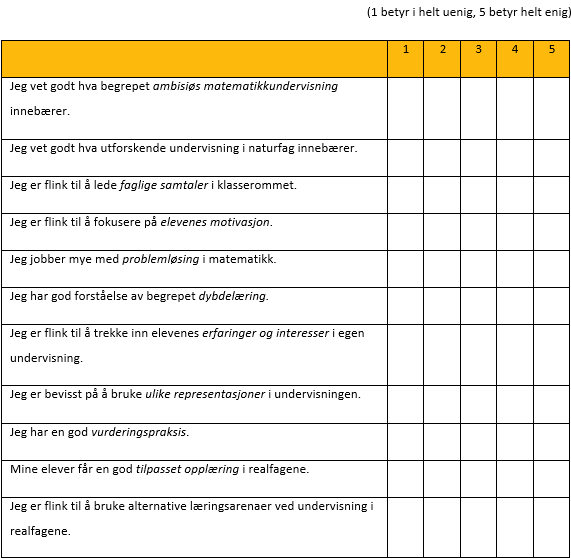 (1 betyr i helt uenig, 5 betyr helt enig)
1 2 3 4 5
Jeg vet godt hva begrepet ambisiøs matematikkundervisning
innebærer.
Jeg vet godt hva utforskende undervisning i naturfag innebærer.
Jeg er flink til å lede faglige samtaler i klasserommet.
Jeg er flink til å fokusere på elevenes motivasjon.
Jeg jobber mye med problemløsing i matematikk.
Jeg har god forståelse av begrepet dybdelæring.
Jeg er flink til å trekke inn elevenes erfaringer og interesser i egen
undervisning.
Jeg er bevisst på å bruke ulike representasjoner i undervisningen.
Jeg har en god vurderingspraksis.
Mine elever får en god tilpasset opplæring i realfagene.
Jeg er flink til å bruke alternative læringsarenaer ved undervisning i
realfagene.